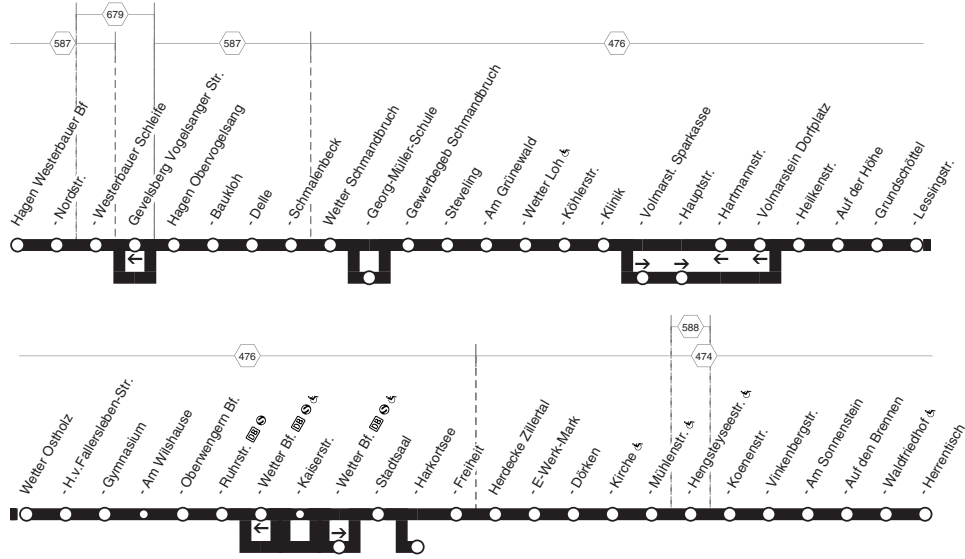 679
587
587
476
Hagen Westerbauer Bf
- Nordstr.
- Westerbauer Schleife
Gevelsberg Vogelsanger Str.
Hagen Obervogelsang
- Baukloh
- Delle
- Schmalenbeck
Wetter Schmandbruch
- Georg-Müller-Schule
- Gewerbegeb Schmandbruch
- Steveling
- Am Grünewald
- Wetter Loh
- Köhlerstr.
- Klinik
- Volmarst. Sparkasse
- Hauptstr.
- Hartmannstr.
- Volmarstein Dorfplatz
- Heilkenstr.
- Auf der Höhe
- Grundschöttel
- Lessingstr.
588
476
474
Wetter Ostholz
- H.v.Fallersleben-Str.
- Gymnasium
- Am Wilshause
- Oberwengern Bf.
- Ruhrstr. DB S
- Wetter Bf. DB S
- Kaiserstr.
- Wetter Bf. DB S
- Stadtsaal
- Harkortsee
- Freiheit
Herdecke Zillertal
- E-Werk-Mark
- Dörken
- Kirche
- Mühlenstr.
- Hengsteyseestr.
- Koenenstr.
- Vinkenbergstr.
- Am Sonnenstein
- Auf den Brennen
- Waldfriedhof
- Herrentisch